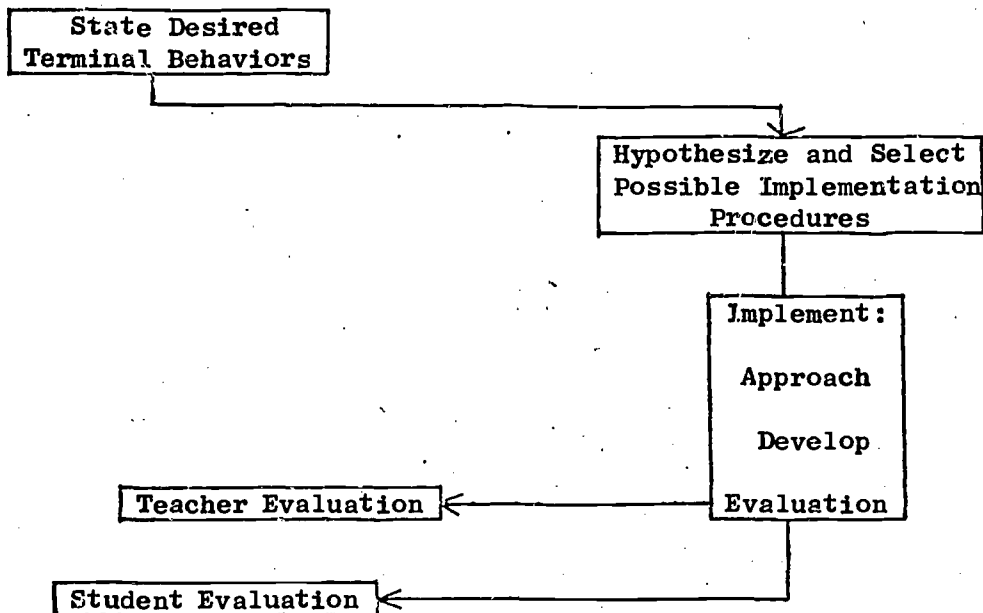 State Desired
Terminal Behaviors
Hypothesize and Select
Possible Implementation
Procedures
Implement:
Approach
Develop
Evaluation
Teacher Evaluation
Student Evaluation